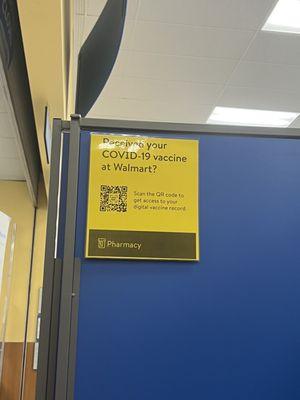 Received your
COVID-19 vaccine
at Walmart?
Scan the QR code to
get access to your
digital vaccine record.
Pharmacy